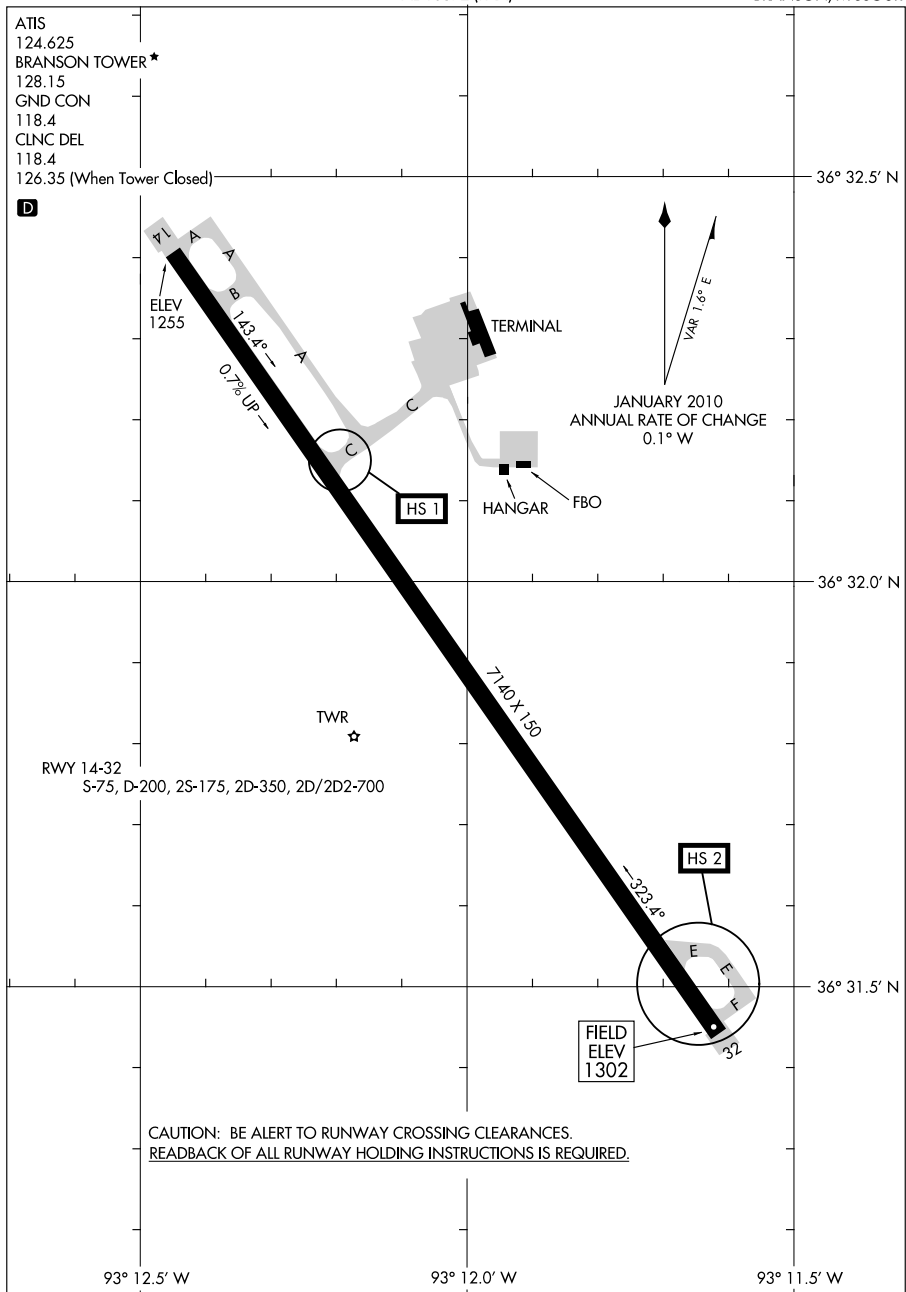 ATIS
124.625
BRANSON TOWER★
128.15
GND CON
118.4
CLNC DEL
118.4
126.35 (When Tower Closed)
D
36° 32.5' N
14
A
A
B
A
ELEV
1255
143.4°
0.7% UP
TERMINAL
VAR 1.6° E
JANUARY 2010
ANNUAL RATE OF CHANGE
0.1° W
C
C
HS 1
HANGAR
FBO
36° 32.0' N
7140 X 150
TWR
RWY 14-32
S-75, D-200, 2S-175, 2D-350, 2D/2D2-700
HS 2
323.4°
E
E
F
36° 31.5' N
32
FIELD
ELEV
1302
CAUTION: BE ALERT TO RUNWAY CROSSING CLEARANCES.
READBACK OF ALL RUNWAY HOLDING INSTRUCTIONS IS REQUIRED.
93° 12.5' W
93° 12.0' W
93° 11.5' W